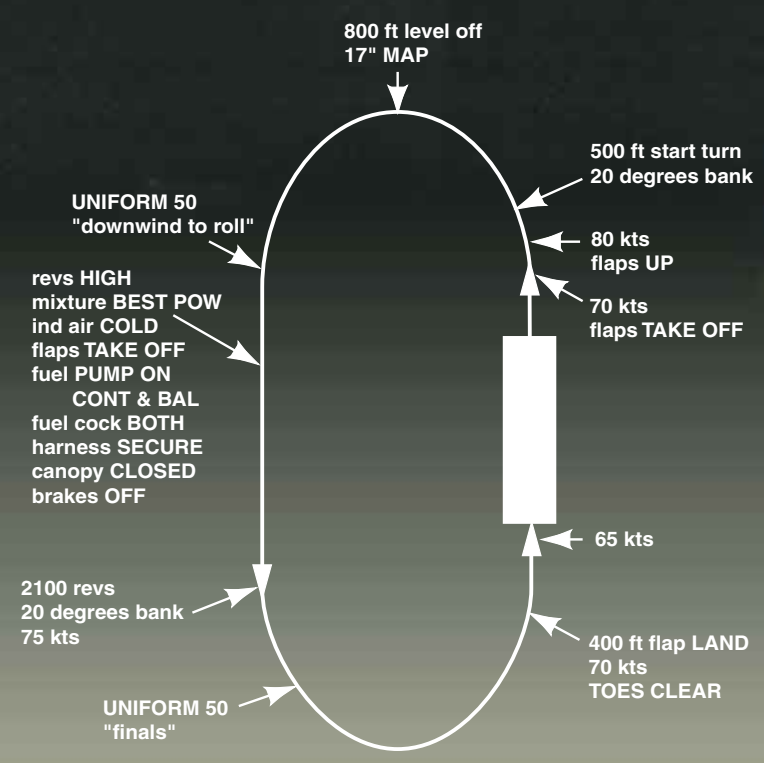 800 ft level off
17" MAP
500 ft start turn
20 degrees bank
UNIFORM 50
"downwind to roll"
80 kts
flaps UP
revs HIGH
mixture BEST POW
ind air COLD
flaps TAKE OFF
fuel PUMP ON
CONT & BAL
fuel cock BOTH
harness SECURE
canopy CLOSED
brakes OFF
70 kts
flaps TAKE OFF
65 kts
2100 revs
20 degrees bank
75 kts
400 ft flap LAND
70 kts
TOES CLEAR
UNIFORM 50
"finals"